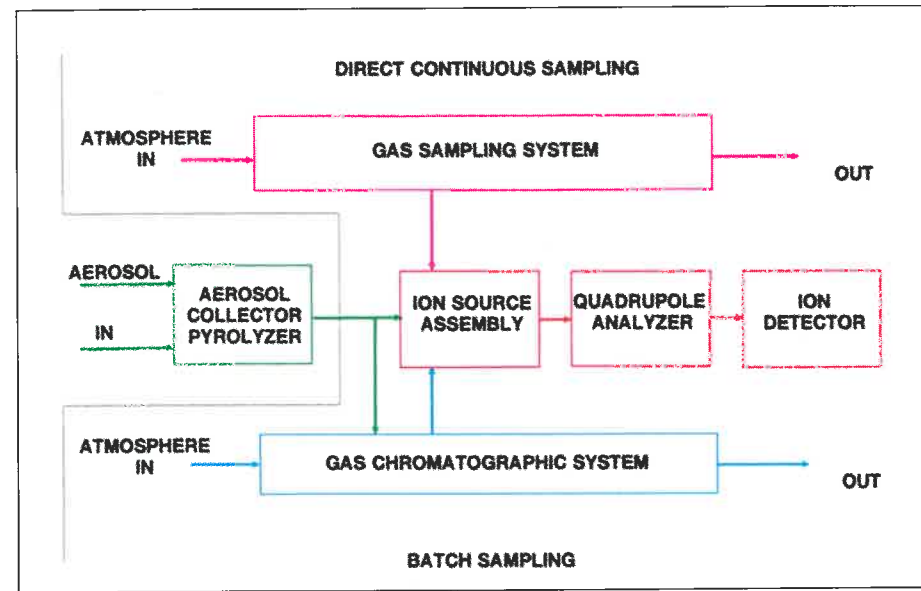 DIRECT CONTINUOUS SAMPLING
ATMOSPHERE
IN
GAS SAMPLING SYSTEM
OUT
AEROSOL
IN
AEROSOL
COLLECTOR
PYROLYZER
ION SOURCE
ASSEMBLY
QUADRUPOLE
ANALYZER
ION
DETECTOR
ATMOSPHERE
IN
GAS CHROMATOGRAPHIC SYSTEM
OUT
BATCH SAMPLING